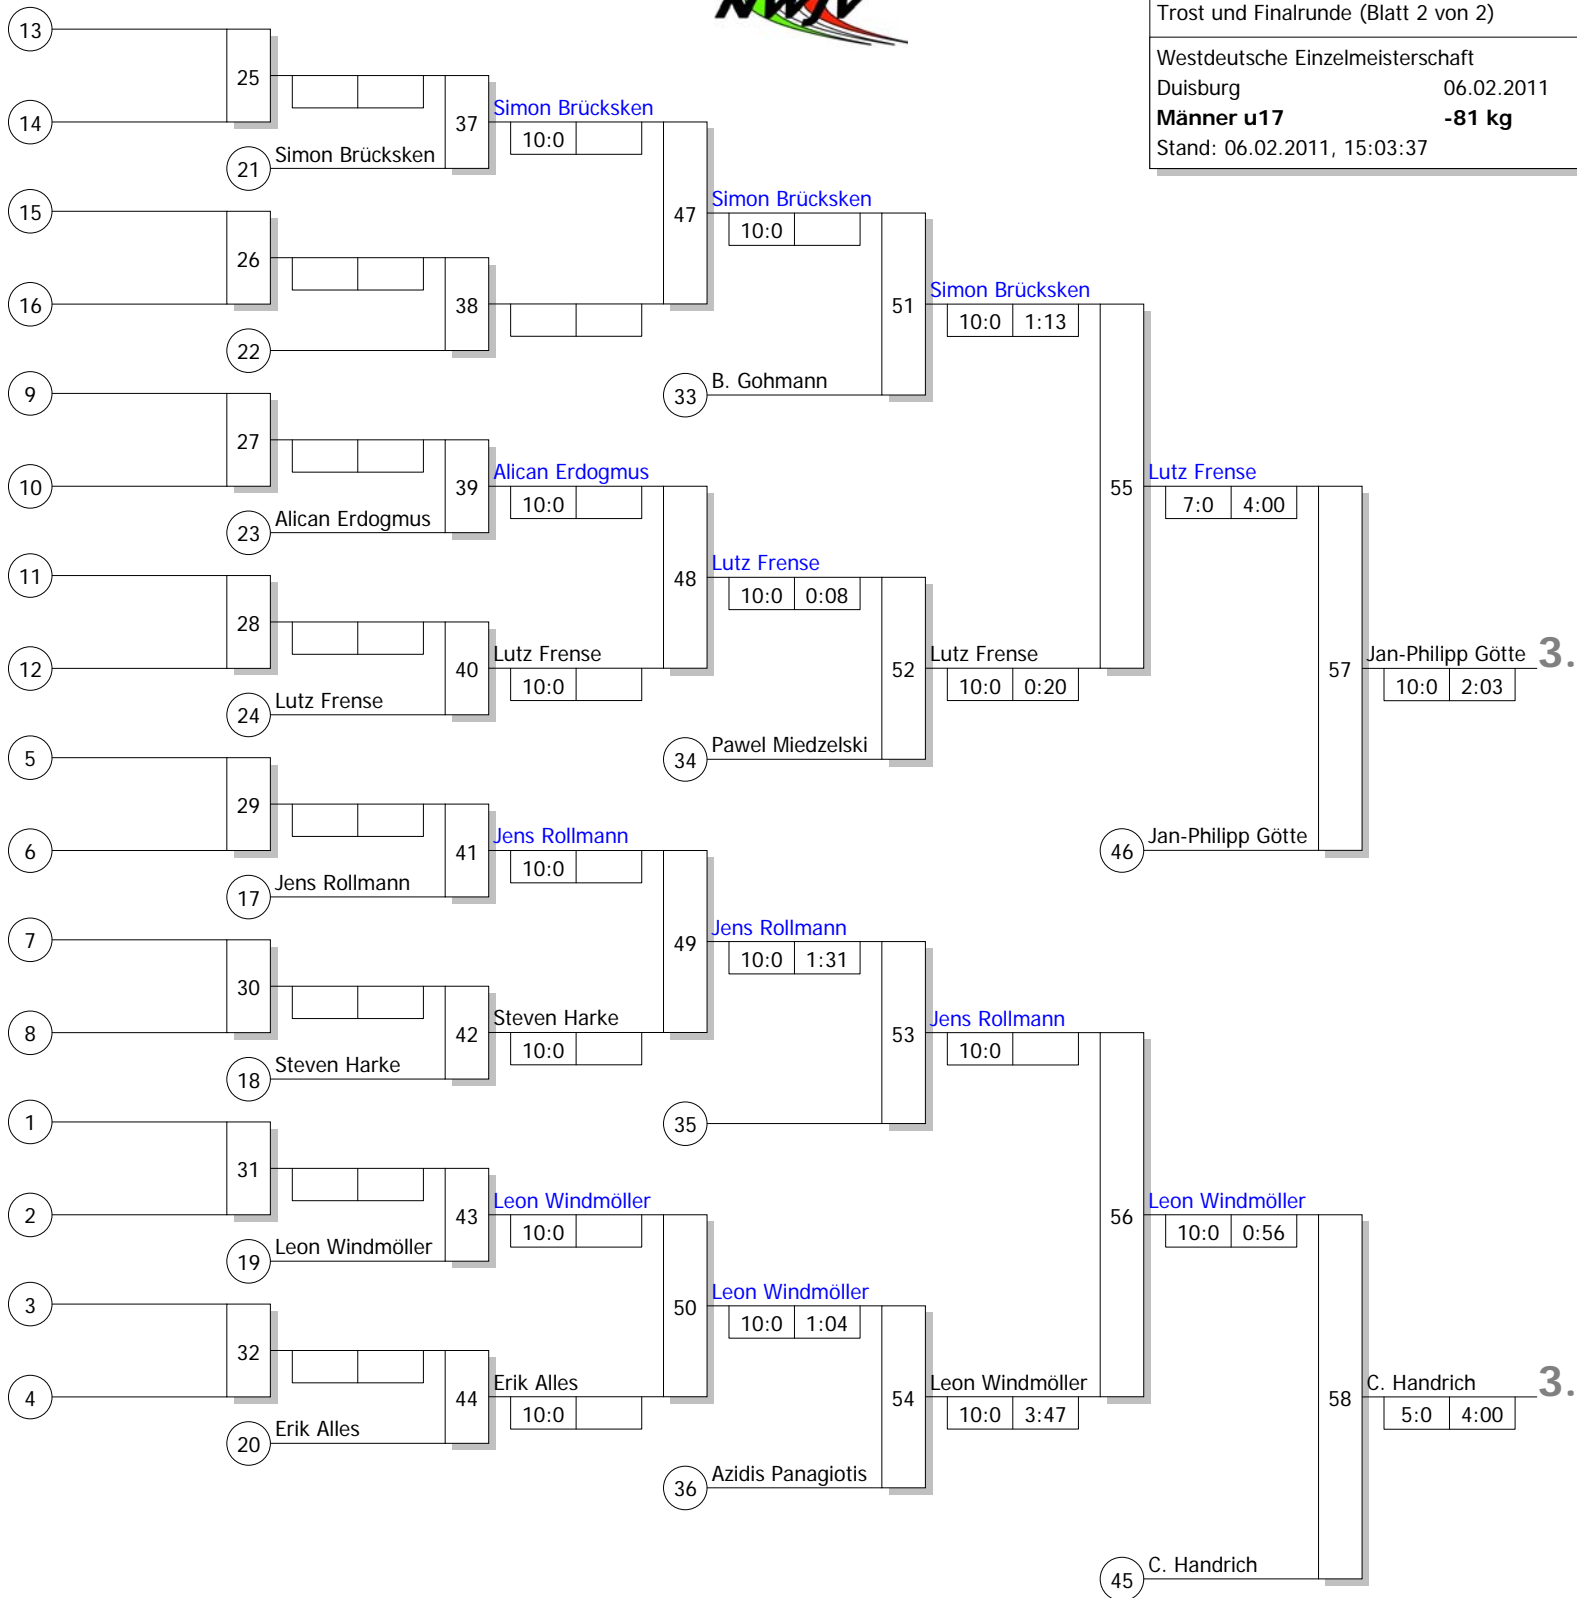 NWJV
Trost und Finalrunde (Blatt 2 von 2)
Westdeutsche Einzelmeisterschaft
Duisburg 06.02.2011
Männer u17 -81 kg
Stand: 06.02.2011, 15:03:37
13
25
14
37
Simon Brücksken
10:0
21
Simon Brücksken
15
47
Simon Brücksken
10:0
26
16
38
51
Simon Brücksken
10:0 1:13
22
33
B. Gohmann
9
27
10
39
Alican Erdogmus
10:0
55
Lutz Frense
7:0 4:00
23
Alican Erdogmus
11
48
Lutz Frense
10:0 0:08
28
12
40
Lutz Frense
10:0
52
Lutz Frense
10:0 0:20
57
Jan-Philipp Götte
3.
10:0 2:03
24
Lutz Frense
34
Pawel Miedzelski
5
29
6
41
Jens Rollmann
10:0
46
Jan-Philipp Götte
17
Jens Rollmann
7
49
Jens Rollmann
10:0 1:31
30
8
42
Steven Harke
10:0
53
Jens Rollmann
10:0
18
Steven Harke
35
1
31
2
43
Leon Windmöller
10:0
56
Leon Windmöller
10:0 0:56
19
Leon Windmöller
3
50
Leon Windmöller
10:0 1:04
32
4
44
Erik Alles
10:0
54
Leon Windmöller
10:0 3:47
58
C. Handrich
3.
5:0 4:00
20
Erik Alles
36
Azidis Panagiotis
45
C. Handrich